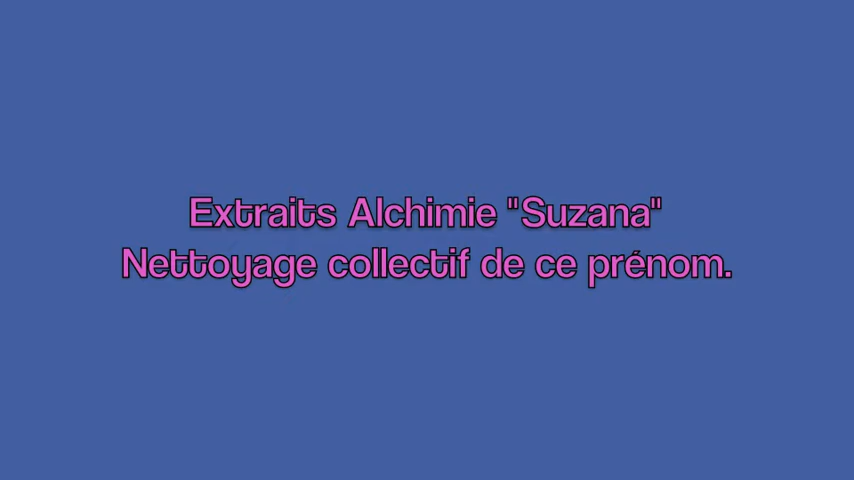 Extraits Alchimie "Suzana"
Nettoyage collectif de ce prénom.